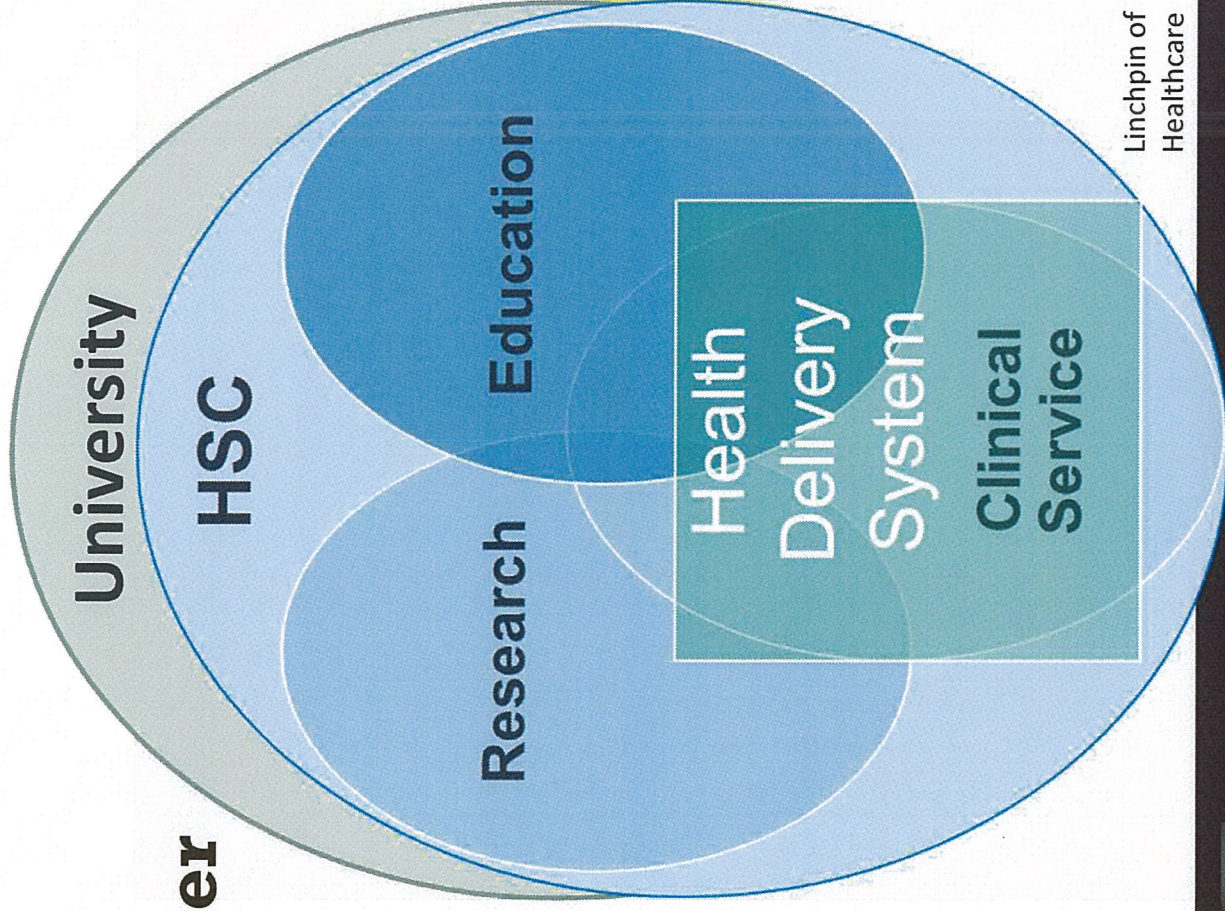 er
University
HSC
Research
Education
Health
Delivery
System
Clinical
Service
Linchpin of
Healthcare